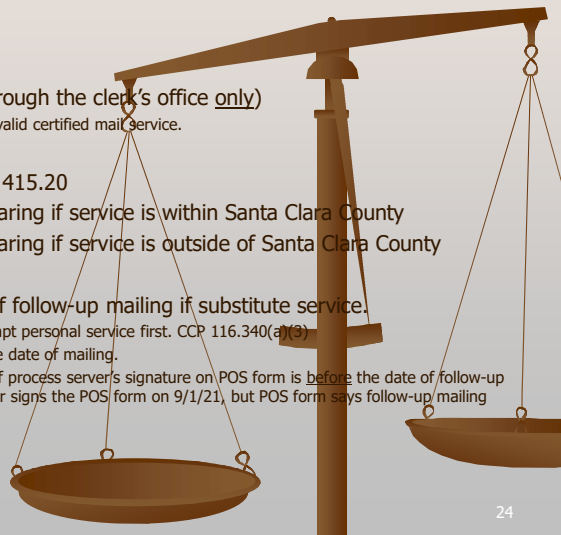 rough the clerk's office only)
valid certified mail service.
415.20
aring if service is within Santa Clara County
aring if service is outside of Santa Clara County
f follow-up mailing if substitute service.
mpt personal service first. CCP 116.340(a)(3)
e date of mailing.
f process server's signature on POS form is before the date of follow-up
r signs the POS form on 9/1/21, but POS form says follow-up mailing
24